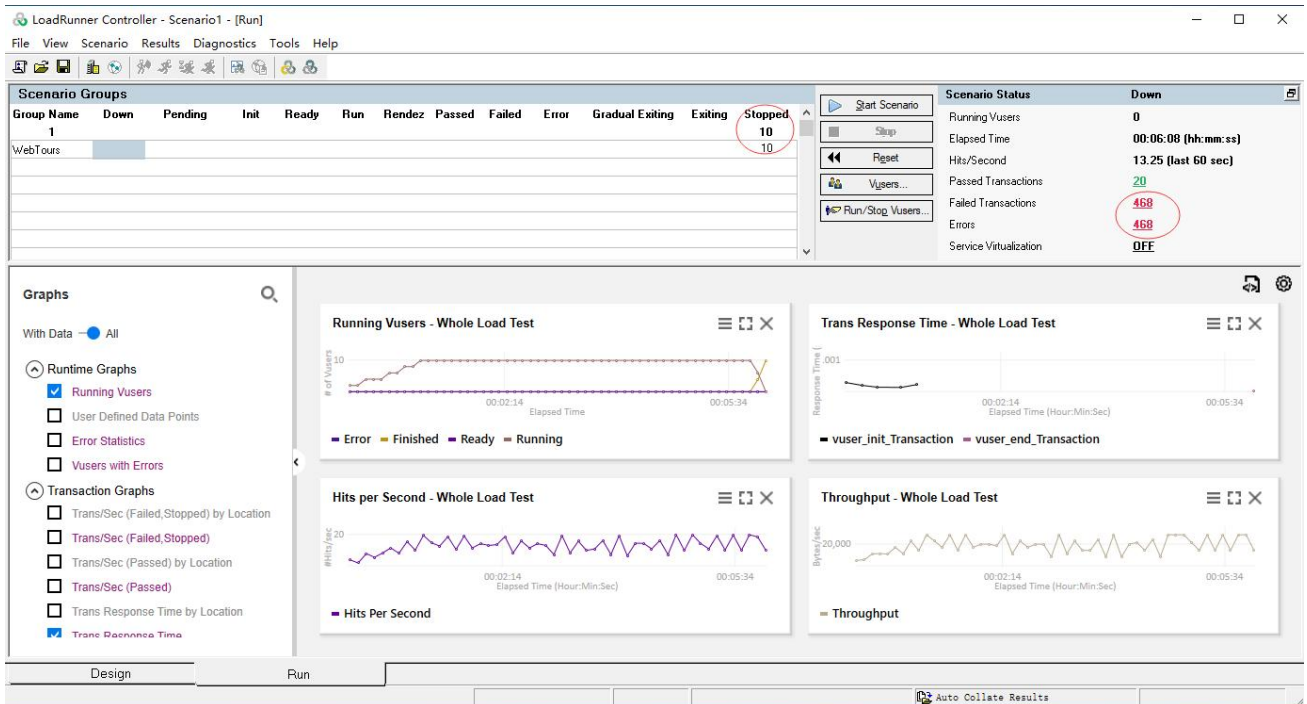 LoadRunner Controller - Scenario1 - [Run]
File View Scenario Results Diagnostics Tools Help
Scenario Groups
Group Name Down Pending Init Ready Run Rendez Passed Failed Error Gradual Exiting Exiting Stopped
1 10
WebTours 10
Start Scenario
Stop
Reset
Vusers...
Run/Stop Vusers...
Scenario Status Down
Running Vusers 0
Elapsed Time 00:06:08 (hh:mm:ss)
Hits/Second 13.25 (last 60 sec)
Passed Transactions 20
Failed Transactions 468
Errors 468
Service Virtualization OFF
Graphs
With Data All
Runtime Graphs
Running Vusers
User Defined Data Points
Error Statistics
Vusers with Errors
Transaction Graphs
Trans/Sec (Failed,Stopped) by Location
Trans/Sec (Failed,Stopped)
Trans/Sec (Passed) by Location
Trans/Sec (Passed)
Trans Response Time by Location
Trans Response Time
Running Vusers - Whole Load Test
# of Vusers
10
00:02:14 00:05:34
Elapsed Time
Error Finished Ready Running
Trans Response Time - Whole Load Test
Response Time (
.001
00:02:14 00:05:34
Elapsed Time (Hour:Min:Sec)
vuser_init_Transaction vuser_end_Transaction
Hits per Second - Whole Load Test
#Hits/sec
20
00:02:14 00:05:34
Elapsed Time (Hour:Min:Sec)
Hits Per Second
Throughput - Whole Load Test
Bytes/sec
20,000
00:02:14 00:05:34
Elapsed Time (Hour:Min:Sec)
Throughput
Design Run
Auto Collate Results